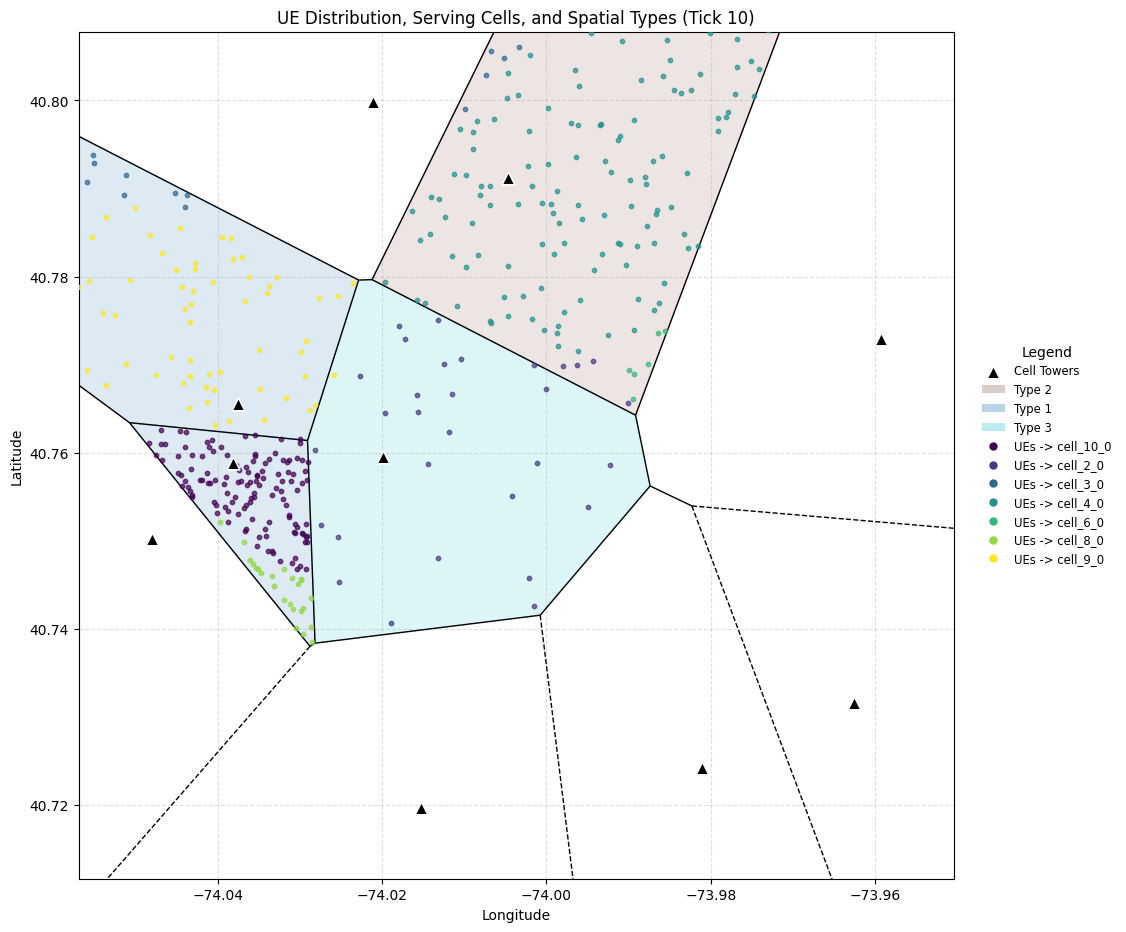 UE Distribution, Serving Cells, and Spatial Types (Tick 10)
40.80
40.78
40.76
40.74
40.72
Latitude
−74.04
−74.02
−74.00
−73.98
−73.96
Longitude
Legend
Cell Towers
Type 2
Type 1
Type 3
UEs -> cell_10_0
UEs -> cell_2_0
UEs -> cell_3_0
UEs -> cell_4_0
UEs -> cell_6_0
UEs -> cell_8_0
UEs -> cell_9_0